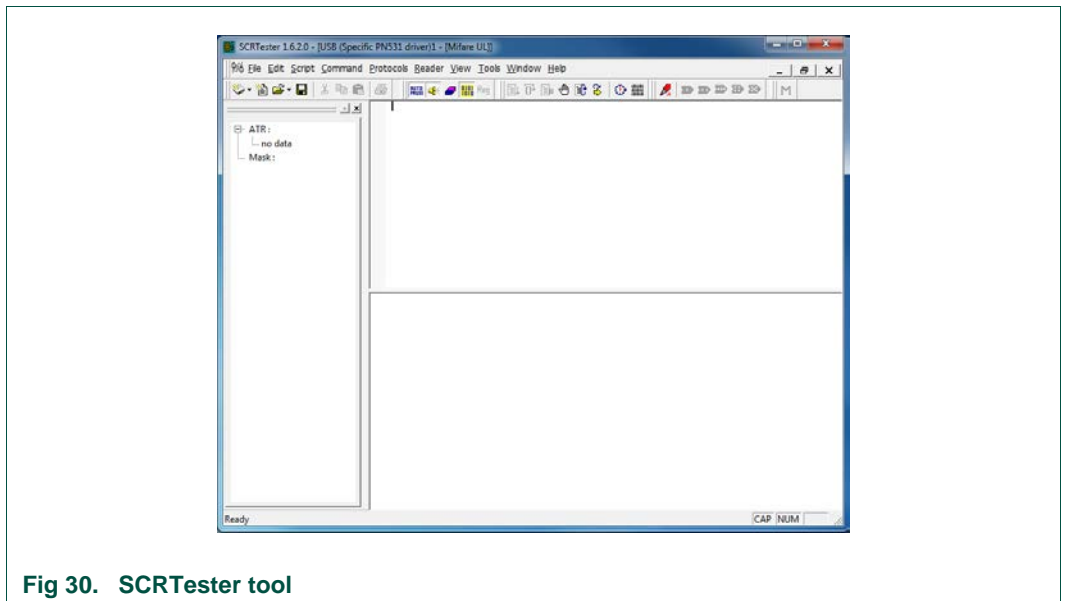 SCRTester 1.6.2.0 - [USB (Specific PN531 driver)1 - [Mifare UL]]
File Edit Script Command Protocols Reader View Tools Window Help
M
ATR:
no data
Mask:
Ready
CAP NUM
Fig 30. SCRTester tool